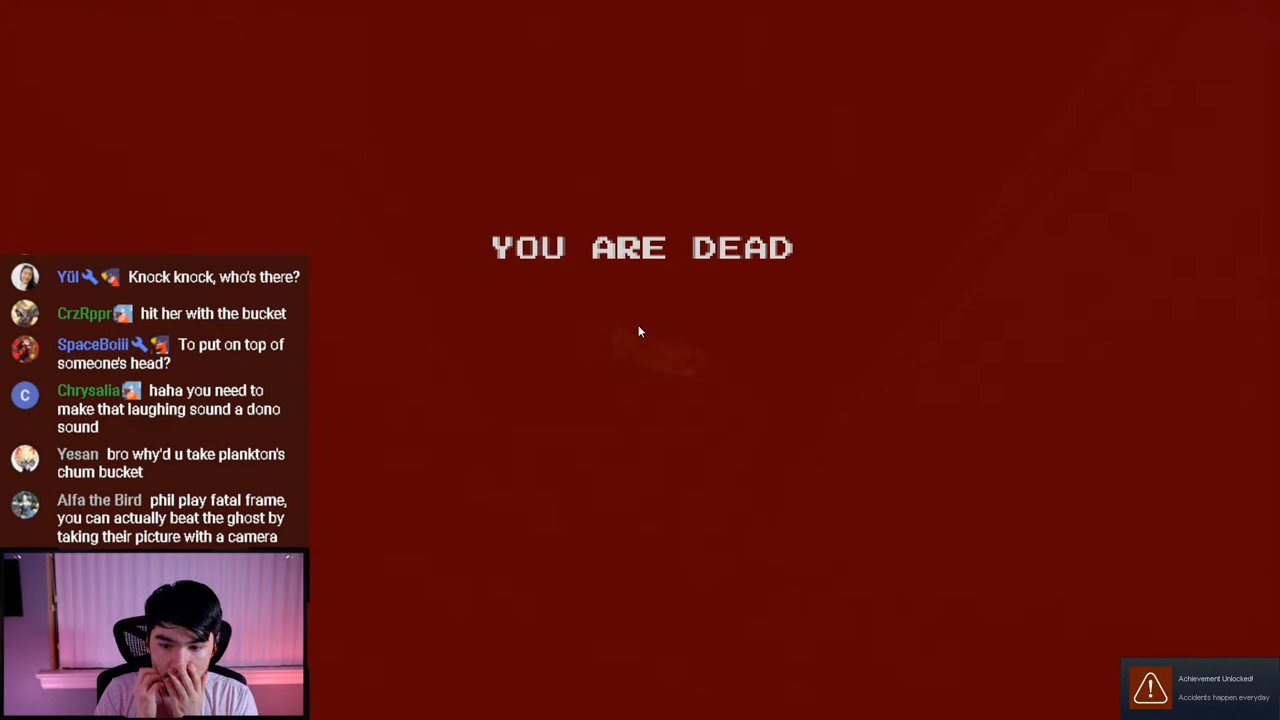 YOU ARE DEAD
Yül Knock knock, who's there?
CrzRppr hit her with the bucket
SpaceBoiii To put on top of
someone's head?
C
Chrysalia haha you need to
make that laughing sound a dono
sound
Yesan bro why'd u take plankton's
chum bucket
Alfa the Bird phil play fatal frame,
you can actually beat the ghost by
taking their picture with a camera
Achievement Unlocked!
Accidents happen everyday